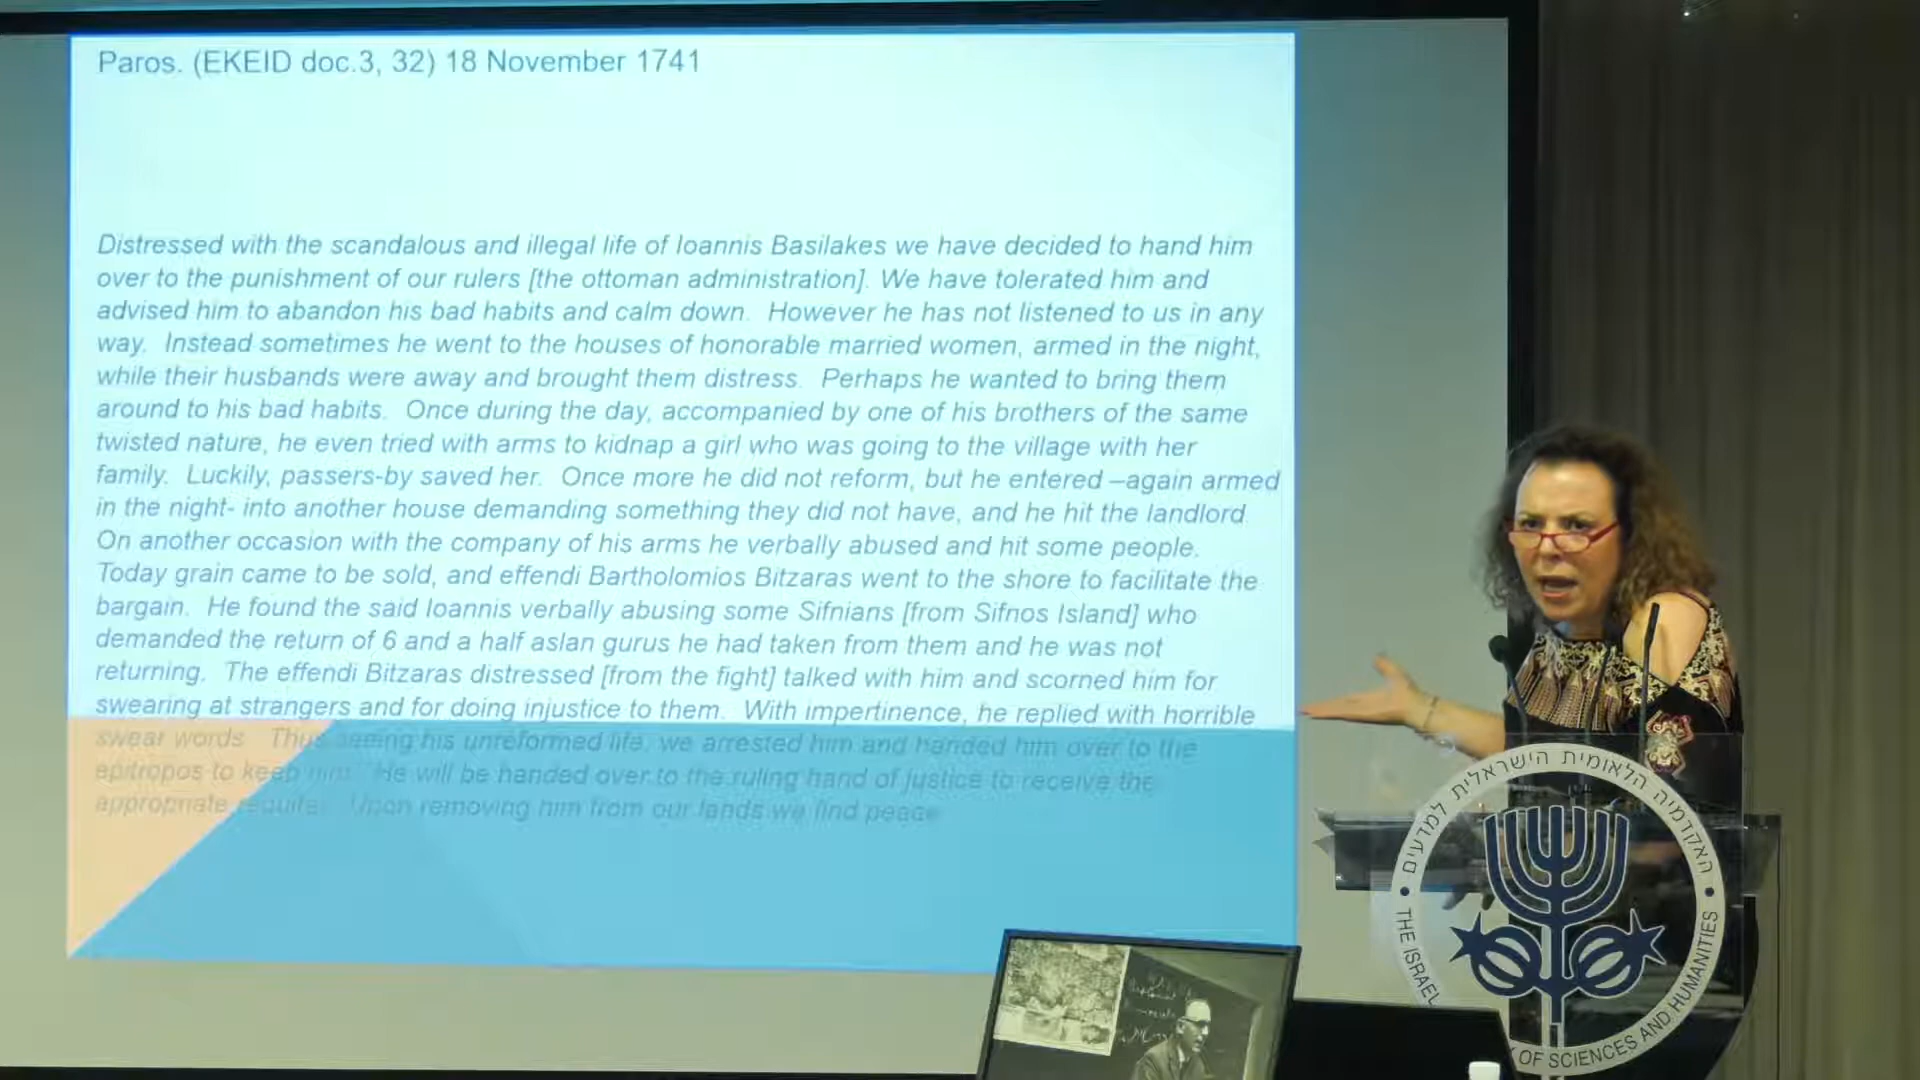 Paros. (EKEID doc.3, 32) 18 November 1741
Distressed with the scandalous and illegal life of Ioannis Basilakes we have decided to hand him
over to the punishment of our rulers [the ottoman administration]. We have tolerated him and
advised him to abandon his bad habits and calm down. However he has not listened to us in any
way. Instead sometimes he went to the houses of honorable married women, armed in the night,
while their husbands were away and brought them distress. Perhaps he wanted to bring them
around to his bad habits. Once during the day, accompanied by one of his brothers of the same
twisted nature, he even tried with arms to kidnap a girl who was going to the village with her
family. Luckily, passers-by saved her. Once more he did not reform, but he entered –again armed
in the night- into another house demanding something they did not have, and he hit the landlord.
On another occasion with the company of his arms he verbally abused and hit some people.
Today grain came to be sold, and effendi Bartholomios Bitzaras went to the shore to facilitate the
bargain. He found the said Ioannis verbally abusing some Sifnians [from Sifnos Island] who
demanded the return of 6 and a half aslan gurus he had taken from them and he was not
returning. The effendi Bitzaras distressed [from the fight] talked with him and scorned him for
swearing at strangers and for doing injustice to them. With impertinence, he replied with horrible
swear words. Thus seeing his unreformed life, we arrested him and handed him over to the
epitropos to keep him. He will be handed over to the ruling hand of justice to receive the
appropriate Upon removing him from our lands we find peace
האקדמיה הלאומית הישראלית למדעים
THE ISRAEL
OF SCIENCES AND HUMANITIES